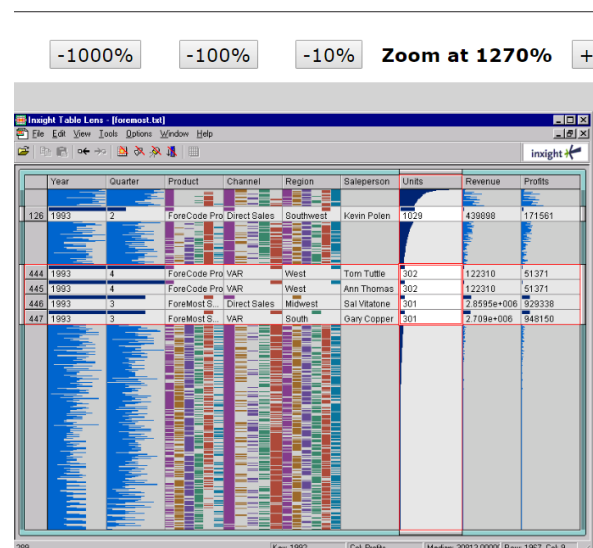 -1000% -100% -10% Zoom at 1270% +
Inxight Table Lens - [foremost.txt]
File Edit View Tools Options Window Help
inxight
Year Quarter Product Channel Region Saleperson Units Revenue Profits
126 1993 2 ForeCode Pro Direct Sales Southwest Kevin Polen 1029 439898 171561
444 1993 4 ForeCode Pro VAR West Tom Tuttle 302 122310 51371
445 1993 4 ForeCode Pro VAR West Ann Thomas 302 122310 51371
446 1993 3 ForeMost S... Direct Sales Midwest Sal Vitatone 301 2.8595e+006 929338
447 1993 3 ForeMost S... VAR South Gary Copper 301 2.709e+006 948150